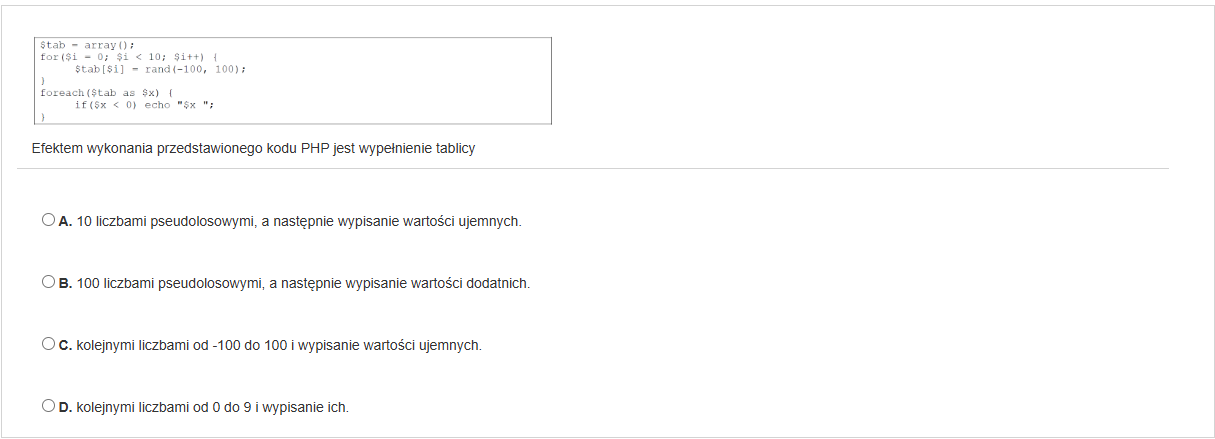 $tab = array();
for($i = 0; $i < 10; $i++) {
$tab[$i] = rand(-100, 100);
}
foreach($tab as $x) {
if($x < 0) echo "$x ";
}
Efektem wykonania przedstawionego kodu PHP jest wypełnienie tablicy
A. 10 liczbami pseudolosowymi, a następnie wypisanie wartości ujemnych.
B. 100 liczbami pseudolosowymi, a następnie wypisanie wartości dodatnich.
C. kolejnymi liczbami od -100 do 100 i wypisanie wartości ujemnych.
D. kolejnymi liczbami od 0 do 9 i wypisanie ich.